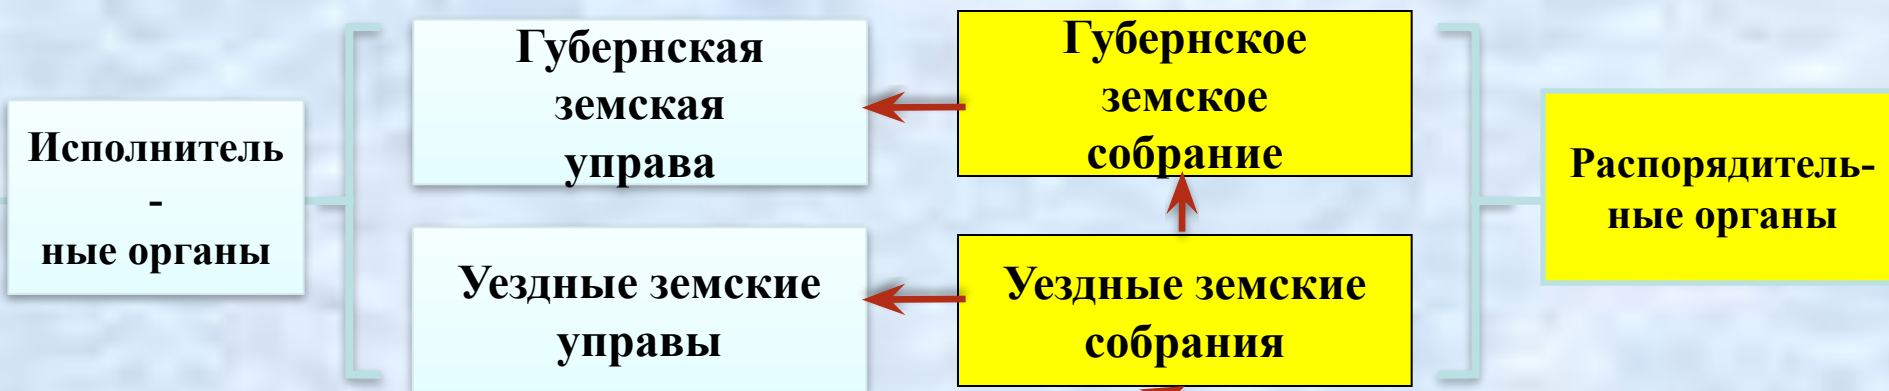 Исполнитель
-
ные органы
Губернская
земская
управа
Губернское
земское
собрание
Уездные земские
управы
Уездные земские
собрания
Распорядитель-
ные органы